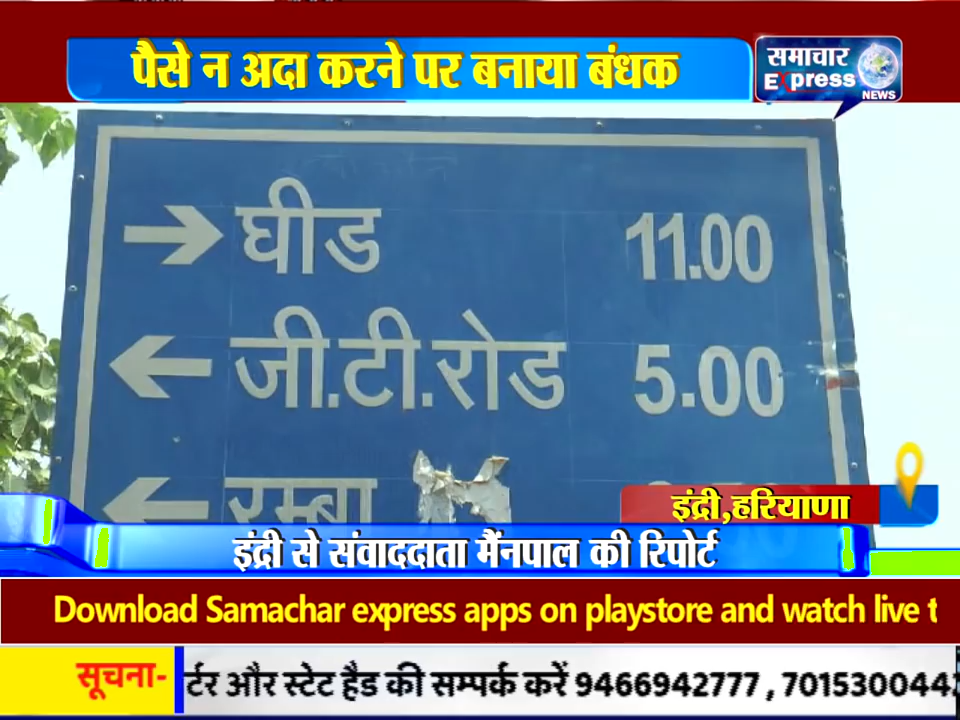 पैसे न अदा करने पर बनाया बंधक
समाचार
Express
NEWS
घीड 11.00
जी.टी.रोड 5.00
रम्बा
इंद्री,हरियाणा
इंद्री से संवाददाता मैंनपाल की रिपोर्ट
Download Samachar express apps on playstore and watch live t
सूचना- र्टर और स्टेट हैड की सम्पर्क करें 9466942777 , 701530044